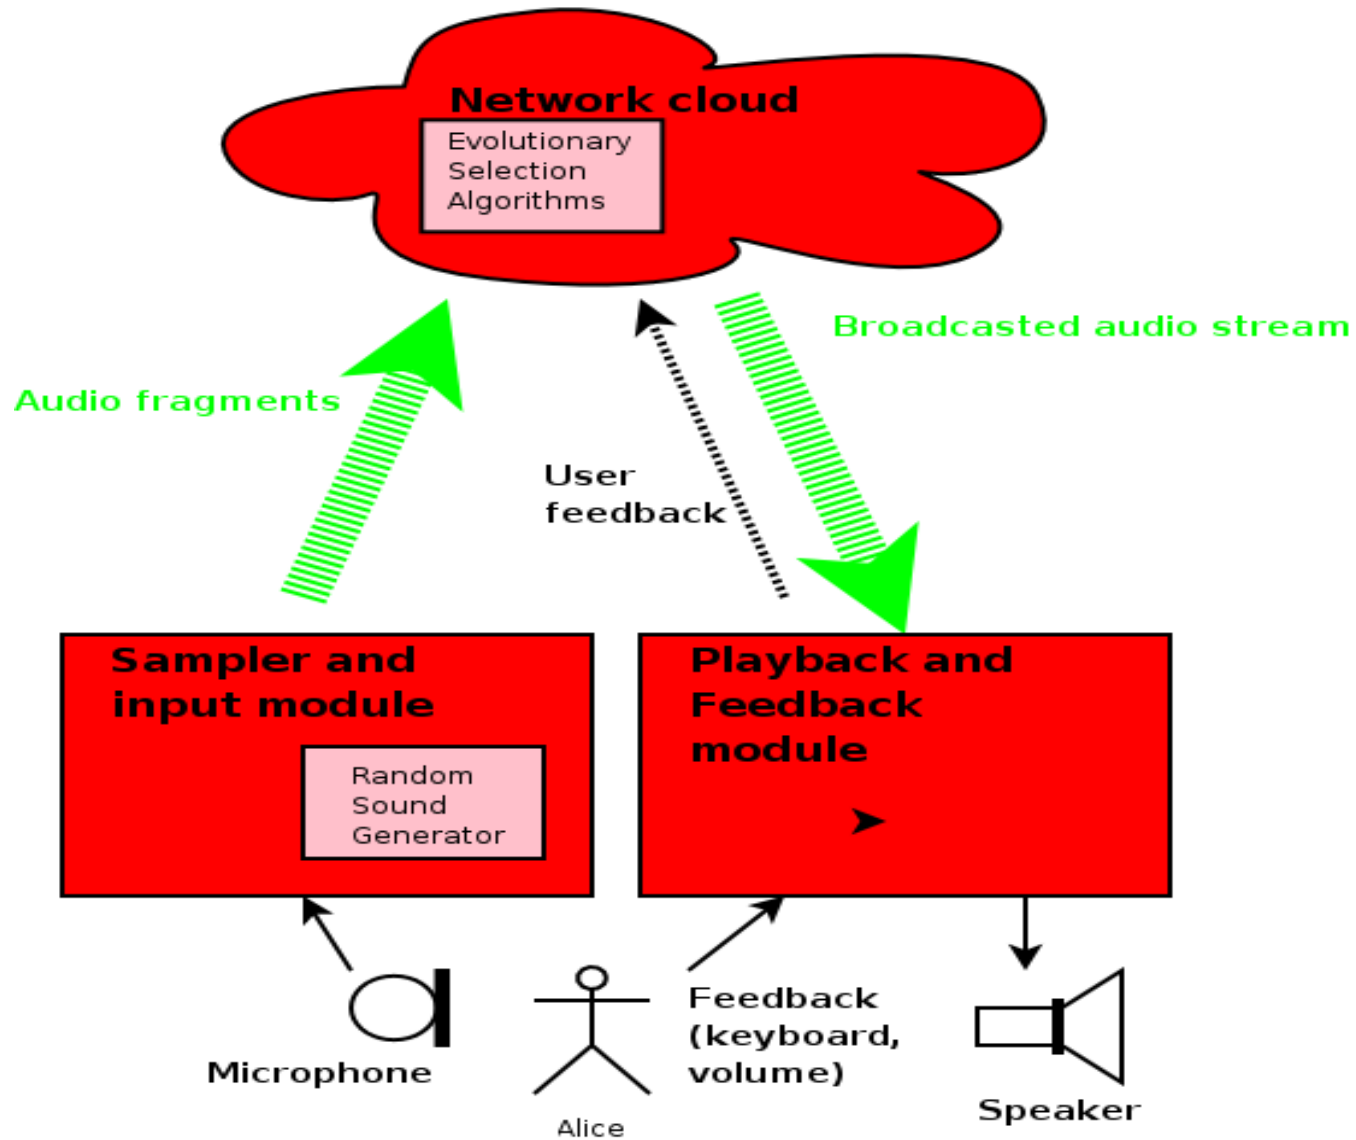 Network cloud
Evolutionary
Selection
Algorithms
Broadcasted audio stream
Audio fragments
User
feedback
Sampler and
input module
Random
Sound
Generator
Playback and
Feedback
module
Microphone
Alice
Feedback
(keyboard,
volume)
Speaker